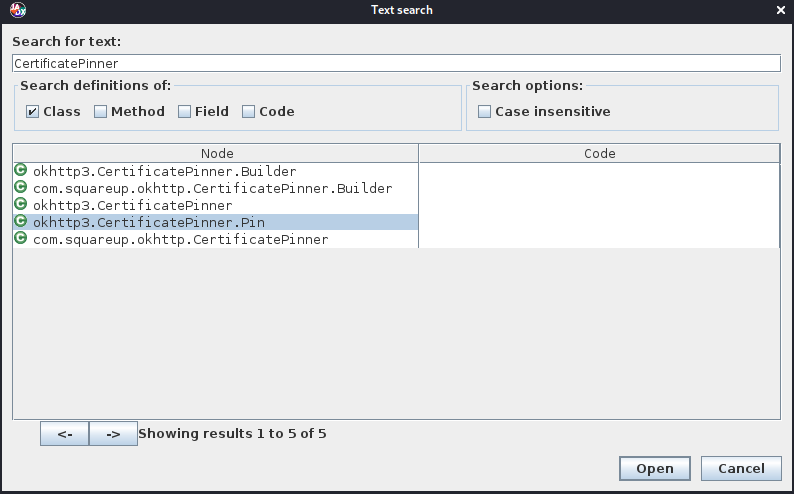 Text search
Search for text:
CertificatePinner
Search definitions of: Search options:
Class Method Field Code Case insensitive
Node Code
okhttp3.CertificatePinner.Builder
com.squareup.okhttp.CertificatePinner.Builder
okhttp3.CertificatePinner
okhttp3.CertificatePinner.Pin
com.squareup.okhttp.CertificatePinner
<- -> Showing results 1 to 5 of 5
Open Cancel